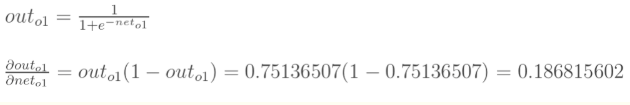 $out_{o1} = \frac{1}{1+e^{-net_{o1}}}$
$\frac{\partial out_{o1}}{\partial net_{o1}} = out_{o1}(1 - out_{o1}) = 0.75136507(1 - 0.75136507) = 0.186815602$